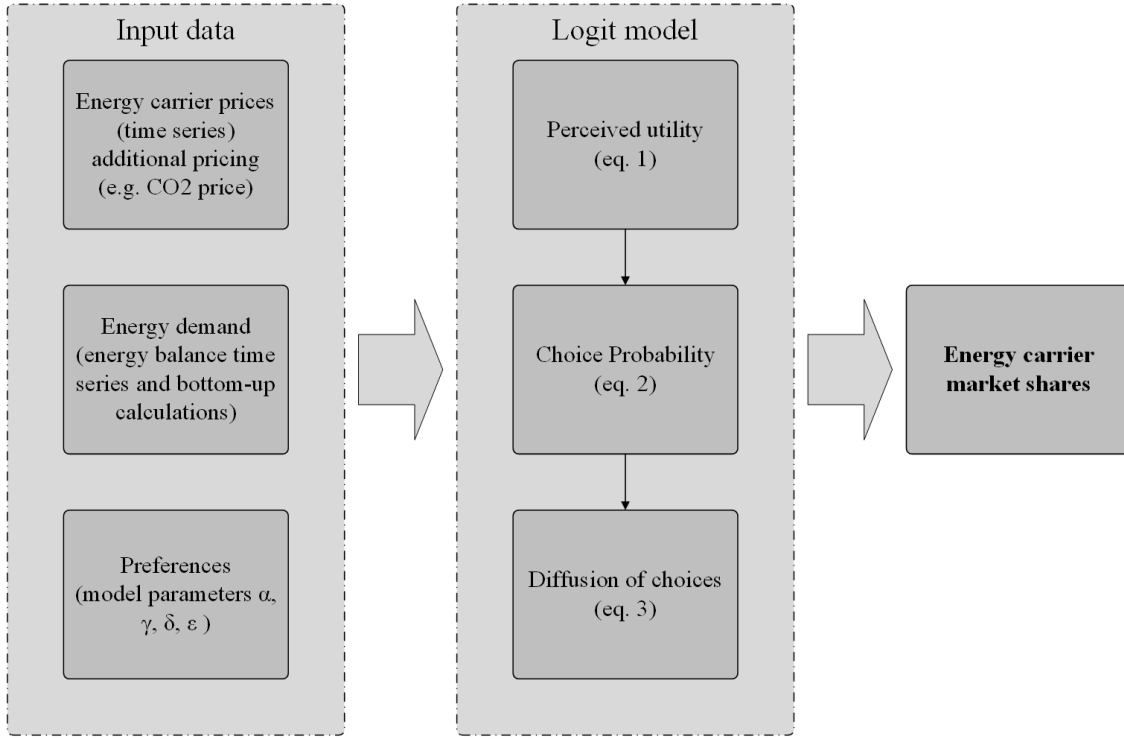 Input data
Energy carrier prices
(time series)
additional pricing
(e.g. CO2 price)
Energy demand
(energy balance time
series and bottom-up
calculations)
Preferences
(model parameters α,
γ, δ, ε )
Logit model
Perceived utility
(eq. 1)
Choice Probability
(eq. 2)
Diffusion of choices
(eq. 3)
Energy carrier
market shares